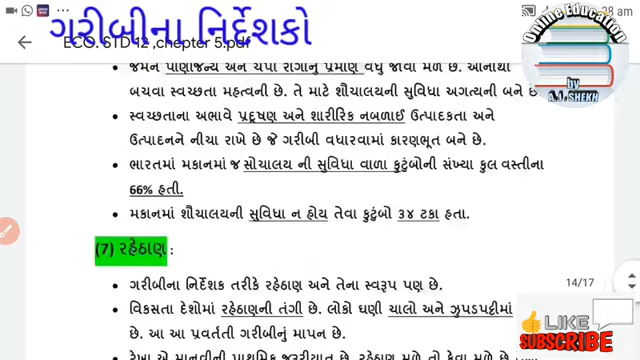 ગરીબીના નિર્દેશકો
ECO. STD 12 ,chepter 5.pdf
28 am
Online Education
by
A.J. SHEKH
જેમને પાણીજન્ય અને ચેપી રોગોનું પ્રમાણ વધુ જોવા મળે છે. આનાથી
બચવા સ્વચ્છતા મહત્વની છે. તે માટે શૌચાલયની સુવિધા અગત્યની બને છે.
• સ્વચ્છતાના અભાવે પ્રદૂષણ અને શારીરિક નબળાઈ ઉત્પાદકતા અને
ઉત્પાદનને નીચા રાખે છે જે ગરીબી વધારવામાં કારણભૂત બને છે.
• ભારતમાં મકાનમાં જ સોચાલય ની સુવિધા વાળા કુટુંબોની સંખ્યા કુલ વસ્તીના
66% હતી.
• મકાનમાં શૌચાલયની સુવિધા ન હોય તેવા કુટુંબો ૩૪ ટકા હતા.
(7) રહેઠાણ :
14/17
• ગરીબીના નિર્દેશક તરીકે રહેઠાણ અને તેના સ્વરૂપ પણ છે.
• વિકસતા દેશોમાં રહેઠાણની તંગી છે. લોકો ઘણી ચાલો અને ઝુપડપટ્ટીમાં
છે. આ આ પ્રવર્તતી ગરીબીનું માપન છે.
LIKE
SUBSCRIBE